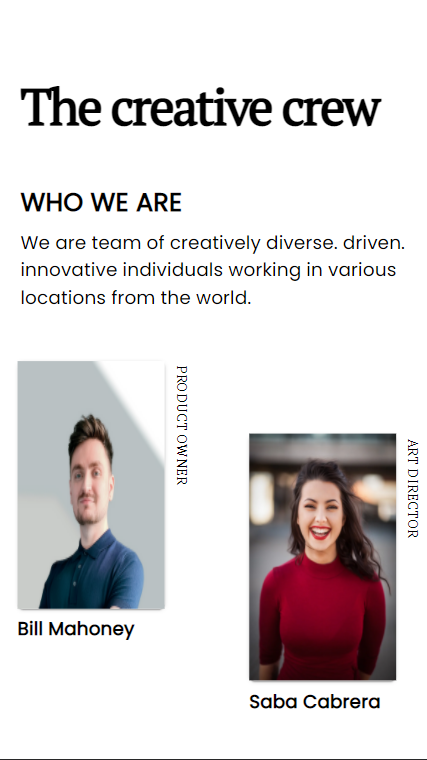 The creative crew
WHO WE ARE
We are team of creatively diverse. driven.
innovative individuals working in various
locations from the world.
PRODUCT OWNER
Bill Mahoney
ART DIRECTOR
Saba Cabrera